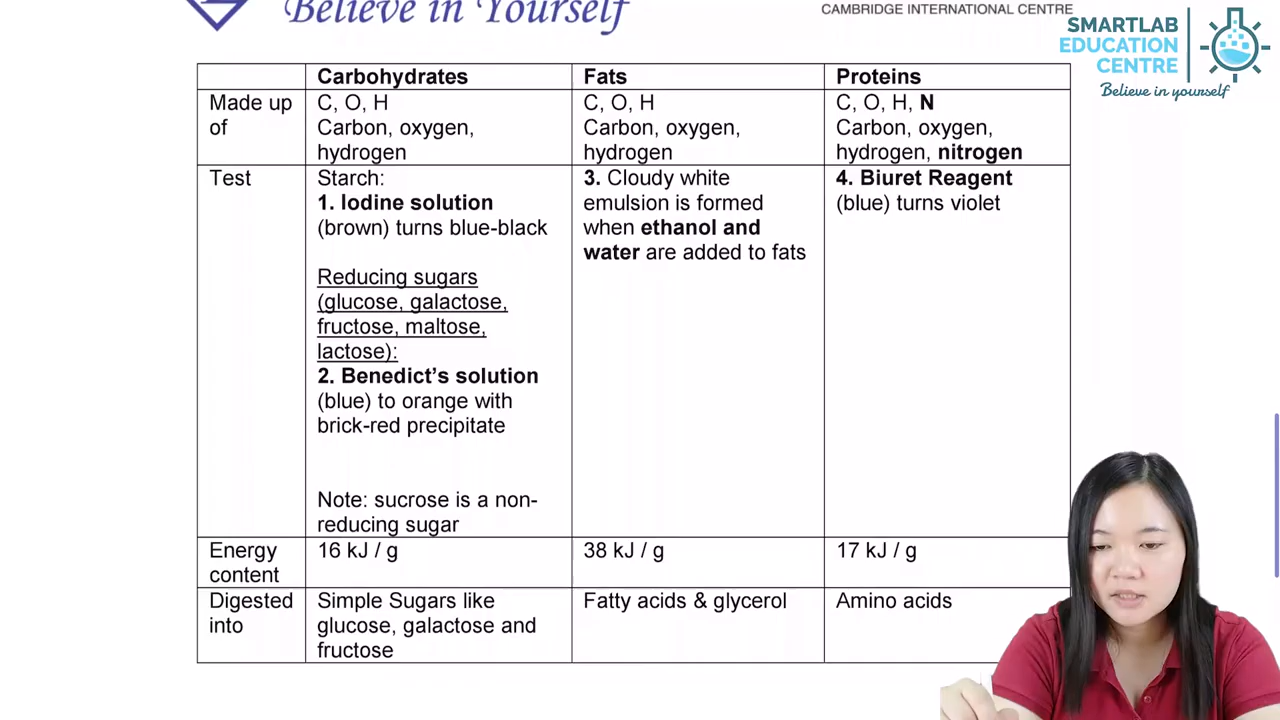 Believe in Yourself
CAMBRIDGE INTERNATIONAL CENTRE
SMARTLAB
EDUCATION
CENTRE
Believe in yourself
Carbohydrates
Fats
Proteins
Made up
of
C, O, H
Carbon, oxygen,
hydrogen
C, O, H
Carbon, oxygen,
hydrogen
C, O, H, N
Carbon, oxygen,
hydrogen, nitrogen
Test
Starch:
1. Iodine solution
(brown) turns blue-black
Reducing sugars
(glucose, galactose,
fructose, maltose,
lactose):
2. Benedict’s solution
(blue) to orange with
brick-red precipitate
Note: sucrose is a non-
reducing sugar
3. Cloudy white
emulsion is formed
when ethanol and
water are added to fats
4. Biuret Reagent
(blue) turns violet
Energy
content
16 kJ / g
38 kJ / g
17 kJ / g
Digested
into
Simple Sugars like
glucose, galactose and
fructose
Fatty acids & glycerol
Amino acids